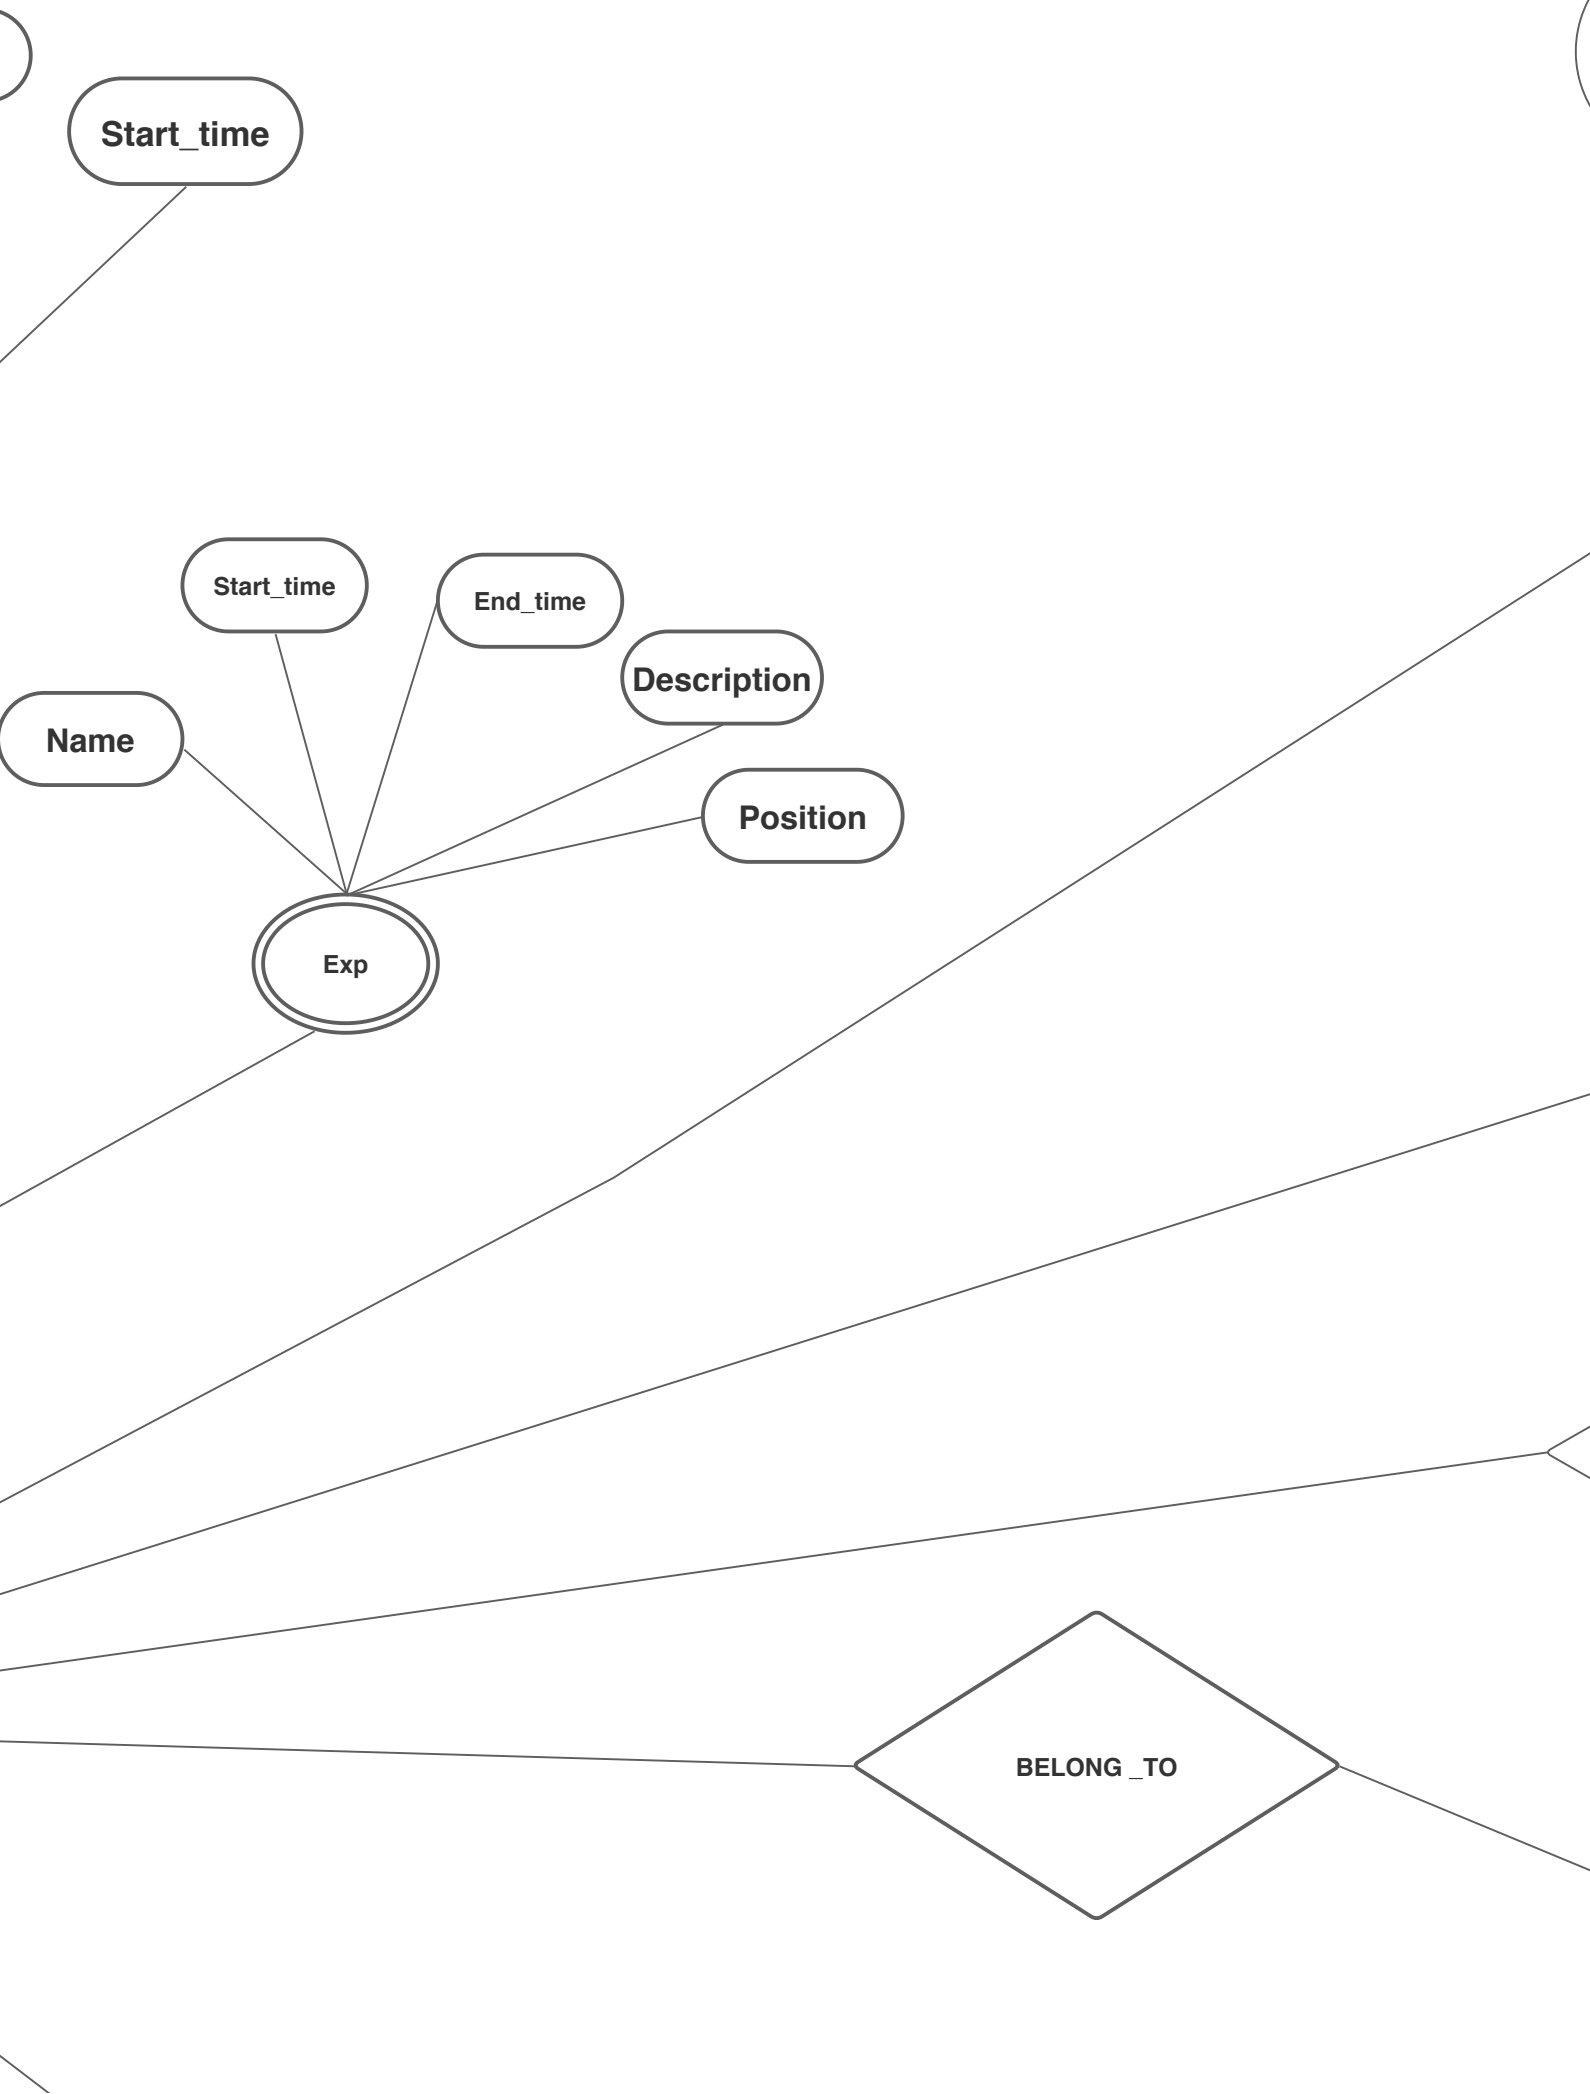 Start_time
Start_time
End_time
Description
Name
Position
Exp
BELONG _TO